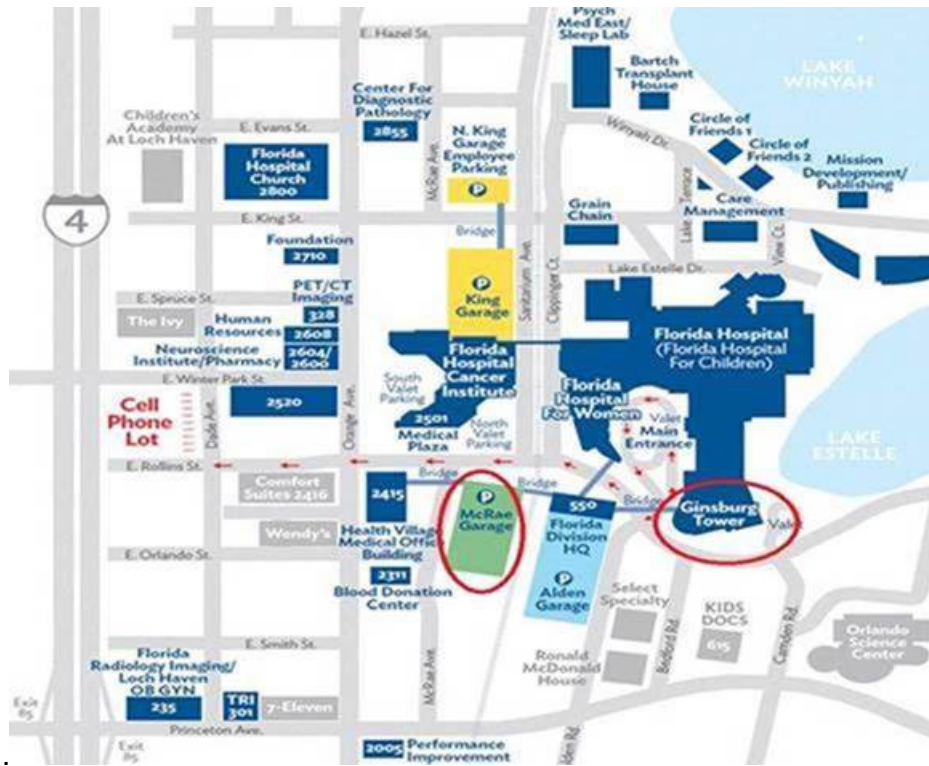 Psych
Med East/
Sleep Lab
E. Hazel St.
Bartch
Transplant
House
LAKE
WINYAH
Center For
Diagnostic
Pathology
2855
Children's
Academy
At Loch Haven
E. Evans St.
McRae Ave.
N. King
Garage
Employee
Parking
P
Winyah Dr.
Circle of
Friends 1
Circle of
Friends 2
Mission
Development/
Publishing
Florida
Hospital
Church
2800
4
E. King St.
Bridge
Grain
Chain
Lake Terrace
Care
Management
View Ct.
Foundation
2710
Sanitarium Ave.
Clippinger Ct.
Lake Estelle Dr.
PET/CT
Imaging
328
P
King
Garage
E. Spruce St.
The Ivy
Human
Resources
2608
Neuroscience
Institute/Pharmacy
2604/
2600
Florida
Hospital
Cancer
Institute
Florida Hospital
(Florida Hospital
For Children)
E. Winter Park St.
South
Valet
Parking
Florida
Hospital
For Women
Cell
Phone
Lot
Dade Ave.
2520
Orange Ave.
2501
Medical
Plaza
North
Valet
Parking
Valet
Main
Entrance
LAKE
ESTELLE
E. Rollins St.
Comfort
Suites 2416
2415
Bridge
P
McRae
Garage
Bridge
550
Florida
Division
HQ
Bridge
Ginsburg
Tower
Valet
Wendy's
Health Village
Medical Office
Building
E. Orlando St.
2311
Blood Donation
Center
P
Alden
Garage
Select
Specialty
KIDS
DOCS
615
Orlando
Science
Center
E. Smith St.
McRae Ave.
Ronald
McDonald
House
Bedford Rd.
Camden Rd.
Florida
Radiology Imaging/
Loch Haven
OB GYN
235
TRI
301
7-Eleven
Exit
85
Princeton Ave.
Exit
85
2005
Performance
Improvement
lden Rd.
.